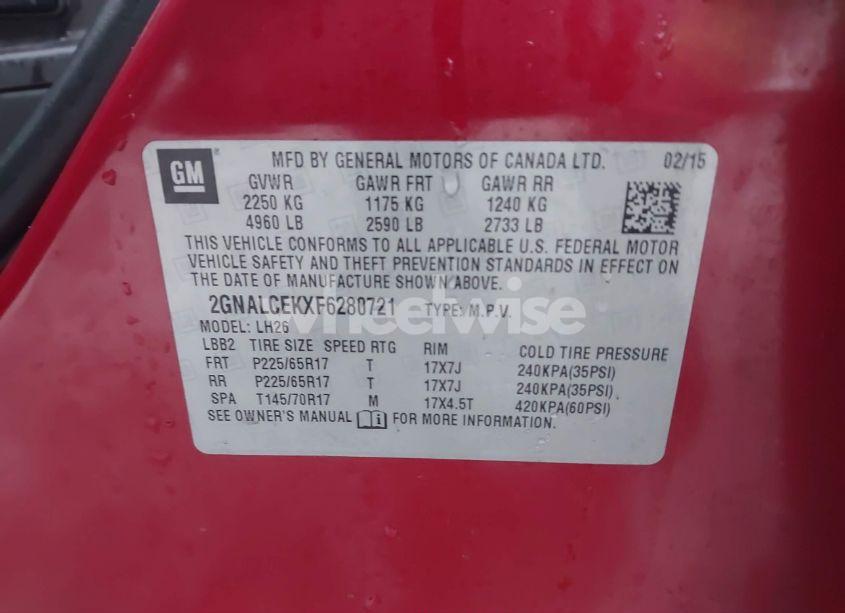 GM
MFD BY GENERAL MOTORS OF CANADA LTD. 02/15
GVWR GAWR FRT GAWR RR
2250 KG 1175 KG 1240 KG
4960 LB 2590 LB 2733 LB
THIS VEHICLE CONFORMS TO ALL APPLICABLE U.S. FEDERAL MOTOR
VEHICLE SAFETY AND THEFT PREVENTION STANDARDS IN EFFECT ON
THE DATE OF MANUFACTURE SHOWN ABOVE.
2GNALCEKXF6280721 TYPE: M.P.V.
wheelwise
MODEL: LH26
LBB2 TIRE SIZE SPEED RTG RIM COLD TIRE PRESSURE
FRT P225/65R17 T 17X7J 240KPA(35PSI)
RR P225/65R17 T 17X7J 240KPA(35PSI)
SPA T145/70R17 M 17X4.5T 420KPA(60PSI)
SEE OWNER'S MANUAL i FOR MORE INFORMATION.